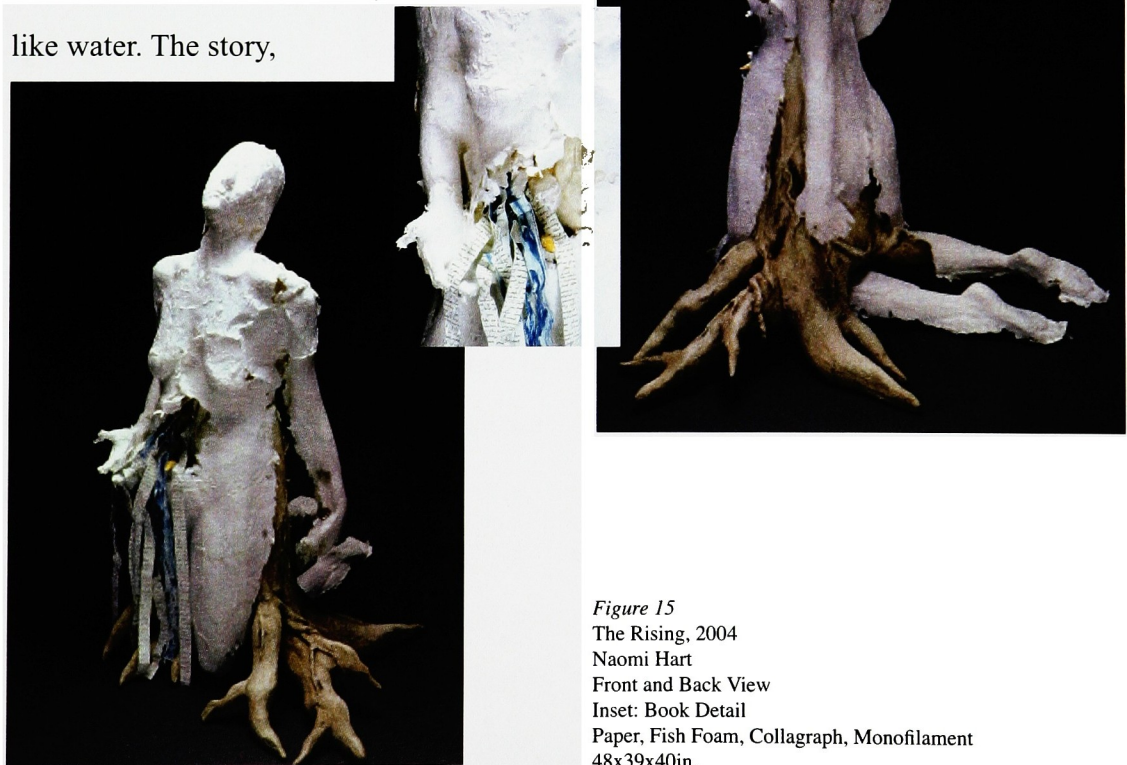 like water. The story,
Figure 15
The Rising, 2004
Naomi Hart
Front and Back View
Inset: Book Detail
Paper, Fish Foam, Collagraph, Monofilament
48x39x40in